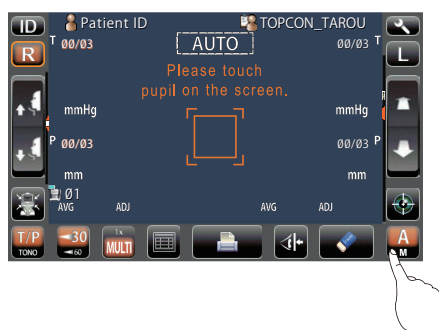 ID Patient ID TOPCON_TAROU
R T 00/03 AUTO 00/03 T L
Please touch
pupil on the screen.
mmHg mmHg
P 00/03 00/03 P
mm mm
01
AVG ADJ AVG ADJ
T/P TONO 30 60 1x MULTI A M